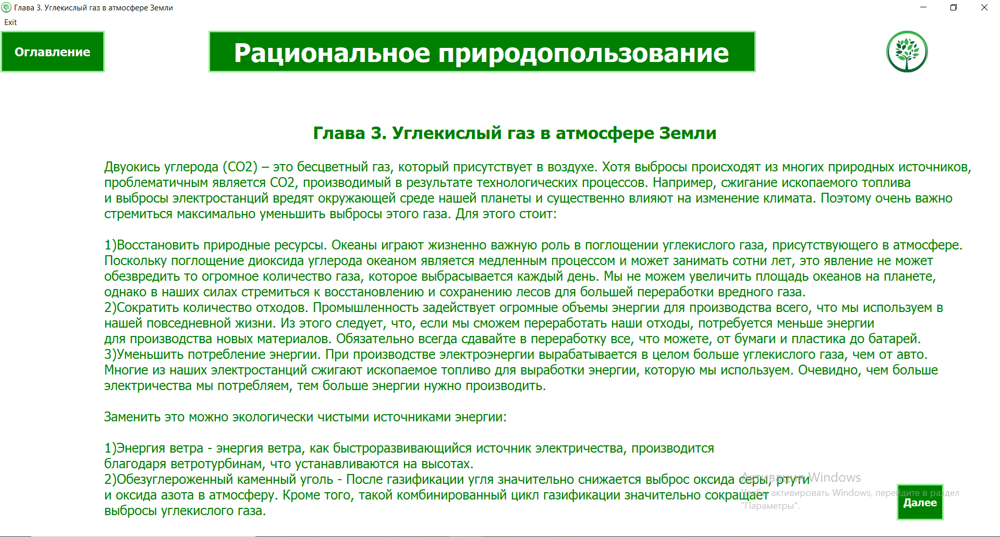 Глава 3. Углекислый газ в атмосфере Земли
Exit
Оглавление
Рациональное природопользование
Глава 3. Углекислый газ в атмосфере Земли
Двуокись углерода (CO2) – это бесцветный газ, который присутствует в воздухе. Хотя выбросы происходят из многих природных источников,
проблематичным является CO2, производимый в результате технологических процессов. Например, сжигание ископаемого топлива
и выбросы электростанций вредят окружающей среде нашей планеты и существенно влияют на изменение климата. Поэтому очень важно
стремиться максимально уменьшить выбросы этого газа. Для этого стоит:
1)Восстановить природные ресурсы. Океаны играют жизненно важную роль в поглощении углекислого газа, присутствующего в атмосфере.
Поскольку поглощение диоксида углерода океаном является медленным процессом и может занимать сотни лет, это явление не может
обезвредить то огромное количество газа, которое выбрасывается каждый день. Мы не можем увеличить площадь океанов на планете,
однако в наших силах стремиться к восстановлению и сохранению лесов для большей переработки вредного газа.
2)Сократить количество отходов. Промышленность задействует огромные объемы энергии для производства всего, что мы используем в
нашей повседневной жизни. Из этого следует, что, если мы сможем переработать наши отходы, потребуется меньше энергии
для производства новых материалов. Обязательно всегда сдавайте в переработку все, что можете, от бумаги и пластика до батарей.
3)Уменьшить потребление энергии. При производстве электроэнергии вырабатывается в целом больше углекислого газа, чем от авто.
Многие из наших электростанций сжигают ископаемое топливо для выработки энергии, которую мы используем. Очевидно, чем больше
электричества мы потребляем, тем больше энергии нужно производить.
Заменить это можно экологически чистыми источниками энергии:
1)Энергия ветра - энергия ветра, как быстроразвивающийся источник электричества, производится
благодаря ветротурбинам, что устанавливаются на высотах.
2)Обезуглероженный каменный уголь - После газификации угля значительно снижается выброс оксида серы, ртути
и оксида азота в атмосферу. Кроме того, такой комбинированный цикл газификации значительно сокращает
выбросы углекислого газа.
Активация Windows
Чтобы активировать Windows, перейдите в раздел
"Параметры".
Далее